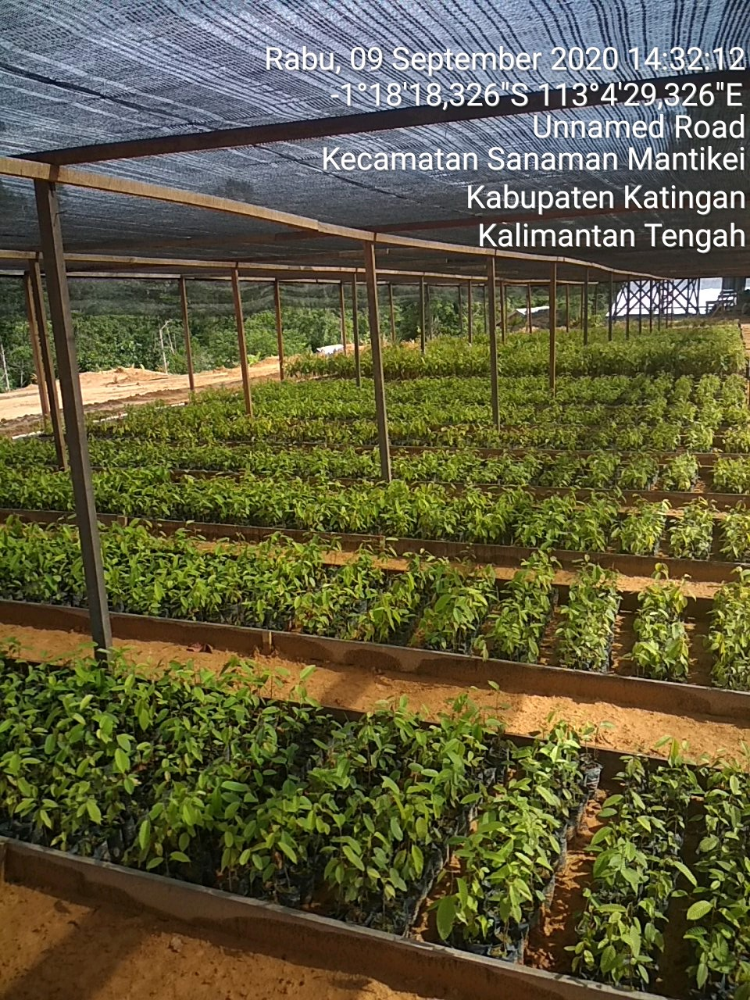 Rabu, 09 September 2020 14:32:12
-1°18'18,326"S 113°4'29,326"E
Unnamed Road
Kecamatan Sanaman Mantikei
Kabupaten Katingan
Kalimantan Tengah